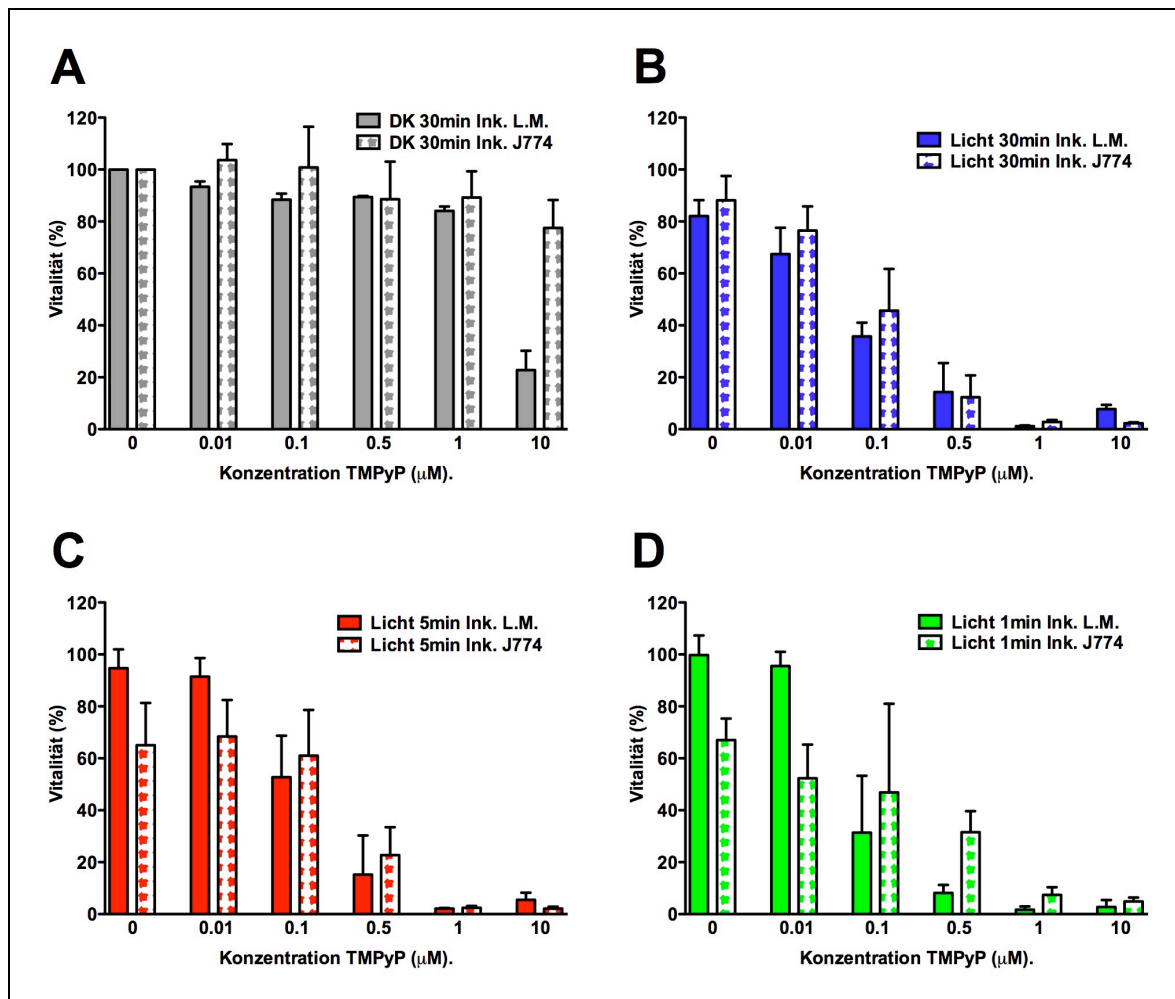 A
DK 30min Ink. L.M.
DK 30min Ink. J774
Vitalität (%)
120
100
80
60
40
20
0
0 0.01 0.1 0.5 1 10
Konzentration TMPyP (μM).
B
Licht 30min Ink. L.M.
Licht 30min Ink. J774
Vitalität (%)
120
100
80
60
40
20
0
0 0.01 0.1 0.5 1 10
Konzentration TMPyP (μM).
C
Licht 5min Ink. L.M.
Licht 5min Ink. J774
Vitalität (%)
120
100
80
60
40
20
0
0 0.01 0.1 0.5 1 10
Konzentration TMPyP (μM).
D
Licht 1min Ink. L.M.
Licht 1min Ink. J774
Vitalität (%)
120
100
80
60
40
20
0
0 0.01 0.1 0.5 1 10
Konzentration TMPyP (μM).